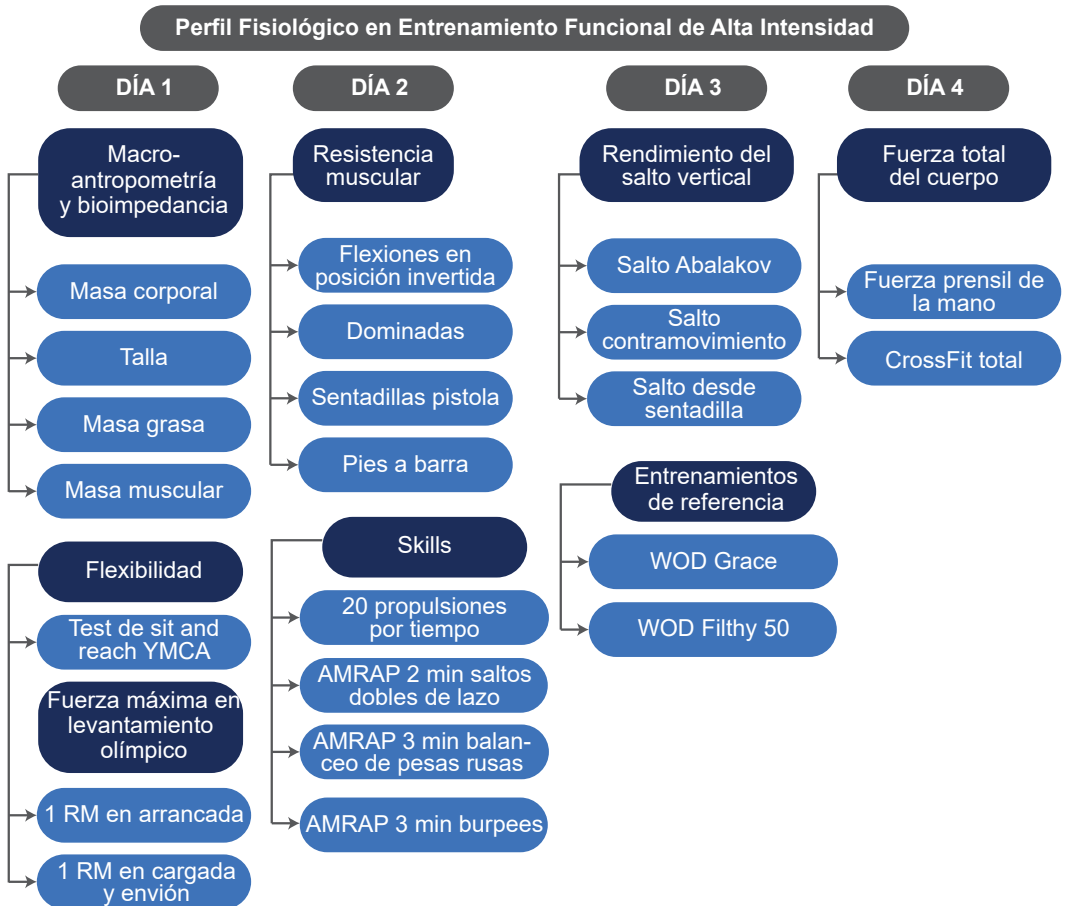 Perfil Fisiológico en Entrenamiento Funcional de Alta Intensidad
DÍA 1
Macro-
antropometría
y bioimpedancia
Masa corporal
Talla
Masa grasa
Masa muscular
Flexibilidad
Test de sit and
reach YMCA
Fuerza máxima en
levantamiento
olímpico
1 RM en arrancada
1 RM en cargada
y envión
DÍA 2
Resistencia
muscular
Flexiones en
posición invertida
Dominadas
Sentadillas pistola
Pies a barra
Skills
20 propulsiones
por tiempo
AMRAP 2 min saltos
dobles de lazo
AMRAP 3 min balan-
ceo de pesas rusas
AMRAP 3 min burpees
DÍA 3
Rendimiento del
salto vertical
Salto Abalakov
Salto
contramovimiento
Salto desde
sentadilla
Entrenamientos
de referencia
WOD Grace
WOD Filthy 50
DÍA 4
Fuerza total
del cuerpo
Fuerza prensil de
la mano
CrossFit total